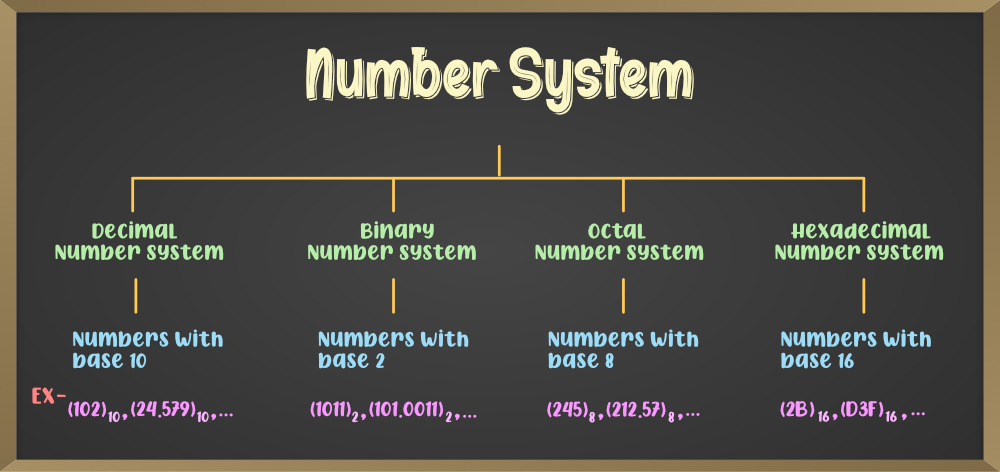 Number System
Decimal
Number System
Binary
Number System
Octal
Number System
Hexadecimal
Number System
Numbers with
base 10
Numbers with
base 2
Numbers with
base 8
Numbers with
base 16
EX-
(102)₁₀, (24.579)₁₀, ...
(1011)₂, (101.0011)₂, ...
(245)₈, (212.57)₈, ...
(2B)₁₆, (D3F)₁₆, ...